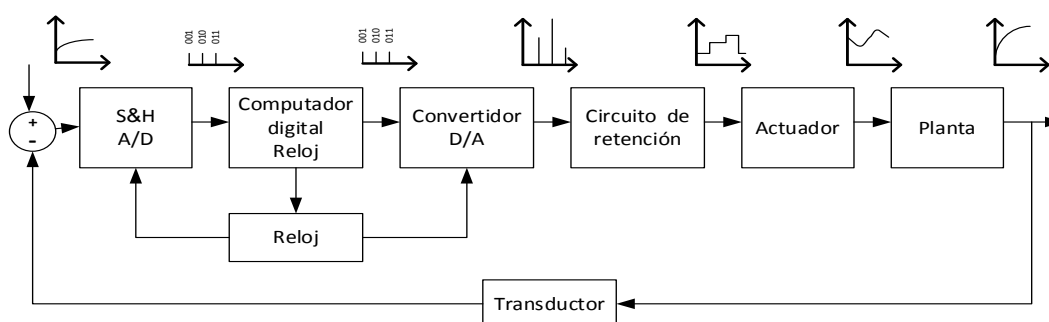 001 010 011
001 010 011
+
-
S&H
A/D
Computador
digital
Reloj
Convertidor
D/A
Circuito de
retención
Actuador
Planta
Reloj
Transductor